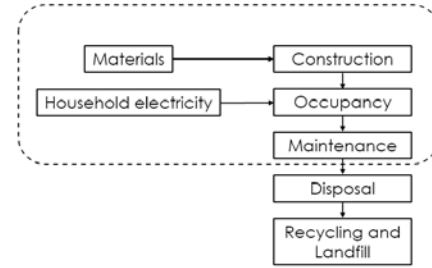 Materials
Construction
Household electricity
Occupancy
Maintenance
Disposal
Recycling and
Landfill